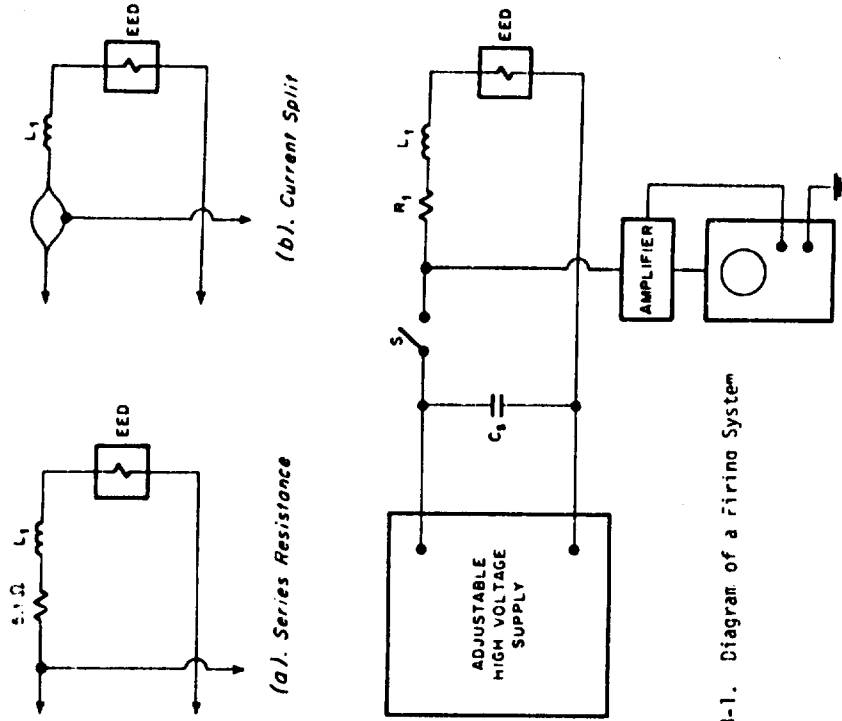 L₁
EED
(a). Series Resistance
L₁
EED
(b). Current Split
ADJUSTABLE
HIGH VOLTAGE
SUPPLY
Cs
S
R₁
L₁
EED
AMPLIFIER
Diagram of a Firing System